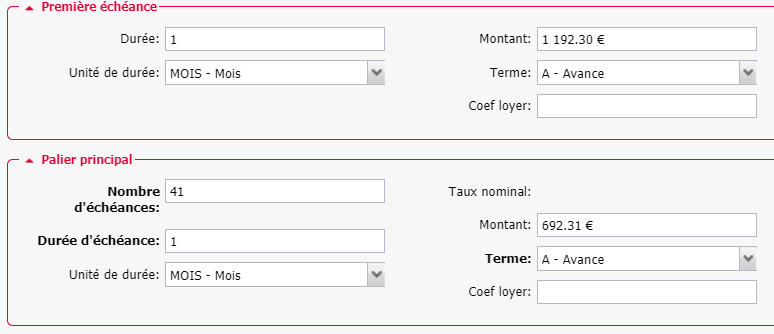 Première échéance
Durée: 1 Montant: 1 192.30 €
Unité de durée: MOIS - Mois Terme: A - Avance
Coef loyer:
Palier principal
Nombre d'échéances: 41 Taux nominal:
Montant: 692.31 €
Durée d'échéance: 1
Terme: A - Avance
Unité de durée: MOIS - Mois
Coef loyer: